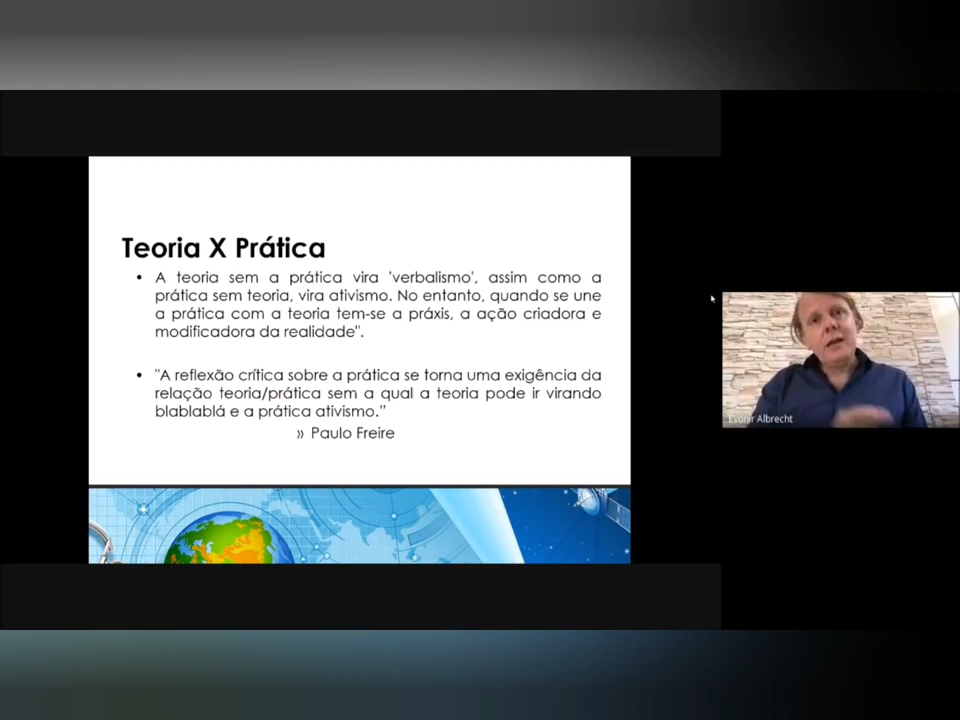 Teoria X Prática
• A teoria sem a prática vira 'verbalismo', assim como a
prática sem teoria, vira ativismo. No entanto, quando se une
a prática com a teoria tem-se a práxis, a ação criadora e
modificadora da realidade".
• "A reflexão crítica sobre a prática se torna uma exigência da
relação teoria/prática sem a qual a teoria pode ir virando
blablablá e a prática ativismo."
» Paulo Freire
Evonir Albrecht